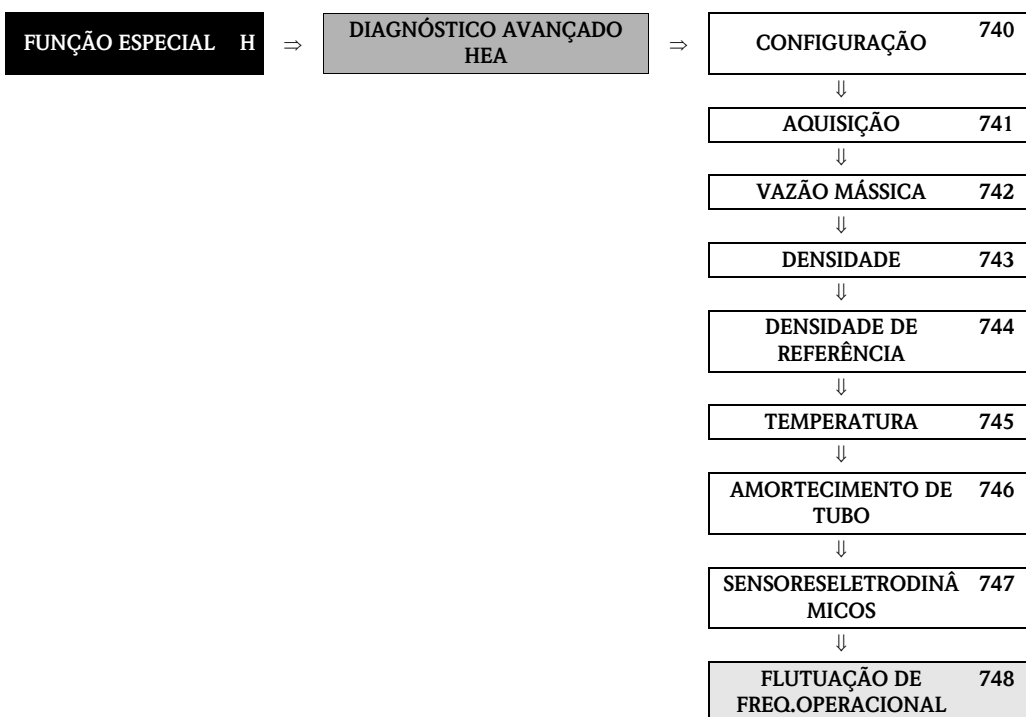 FUNÇÃO ESPECIAL H ⇒ DIAGNÓSTICO AVANÇADO
HEA ⇒ CONFIGURAÇÃO 740
⇓
AQUISIÇÃO 741
⇓
VAZÃO MÁSSICA 742
⇓
DENSIDADE 743
⇓
DENSIDADE DE 744
REFERÊNCIA
⇓
TEMPERATURA 745
⇓
AMORTECIMENTO DE 746
TUBO
⇓
SENSORESELETRODINÂ 747
MICOS
⇓
FLUTUAÇÃO DE 748
FREQ.OPERACIONAL